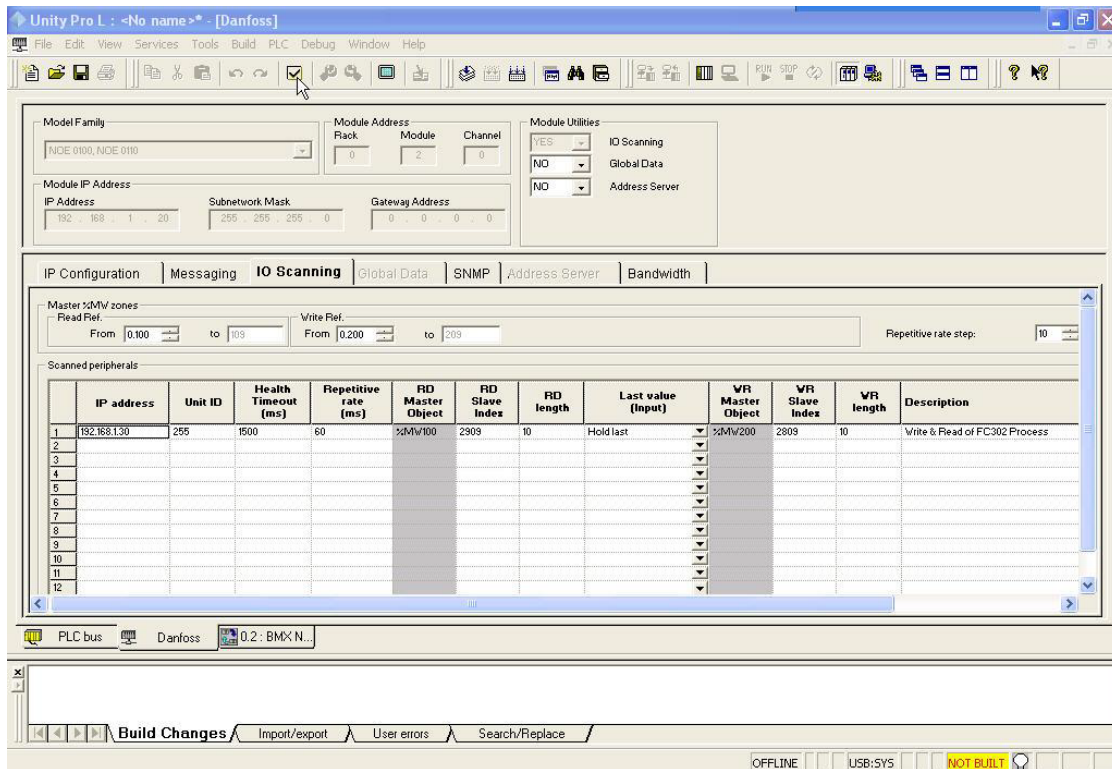 Unity Pro L : <No name>* - [Danfoss]
File Edit View Services Tools Build PLC Debug Window Help
RUN STOP
Model Family
NOE 0100, NOE 0110
Module Address
Rack Module Channel
0 2 0
Module Utilities
YES IO Scanning
NO Global Data
NO Address Server
Module IP Address
IP Address Subnetwork Mask Gateway Address
192 . 168 . 1 . 20 255 . 255 . 255 . 0 0 . 0 . 0 . 0
IP Configuration Messaging IO Scanning Global Data SNMP Address Server Bandwidth
Master %MW zones
Read Ref. Write Ref.
From 0.100 to 109 From 0.200 to 209 Repetitive rate step: 10
Scanned peripherals
IP address Unit ID Health Timeout (ms) Repetitive rate (ms) RD Master Object RD Slave Index RD length Last value (Input) WR Master Object WR Slave Index WR length Description
1 192.168.1.30 255 1500 60 %MW100 2909 10 Hold last %MW200 2809 10 Write & Read of FC302 Process
2
3
4
5
6
7
8
9
10
11
12
PLC bus Danfoss 0.2 : BMX N...
Build Changes Import/export User errors Search/Replace
OFFLINE USB:SYS NOT BUILT